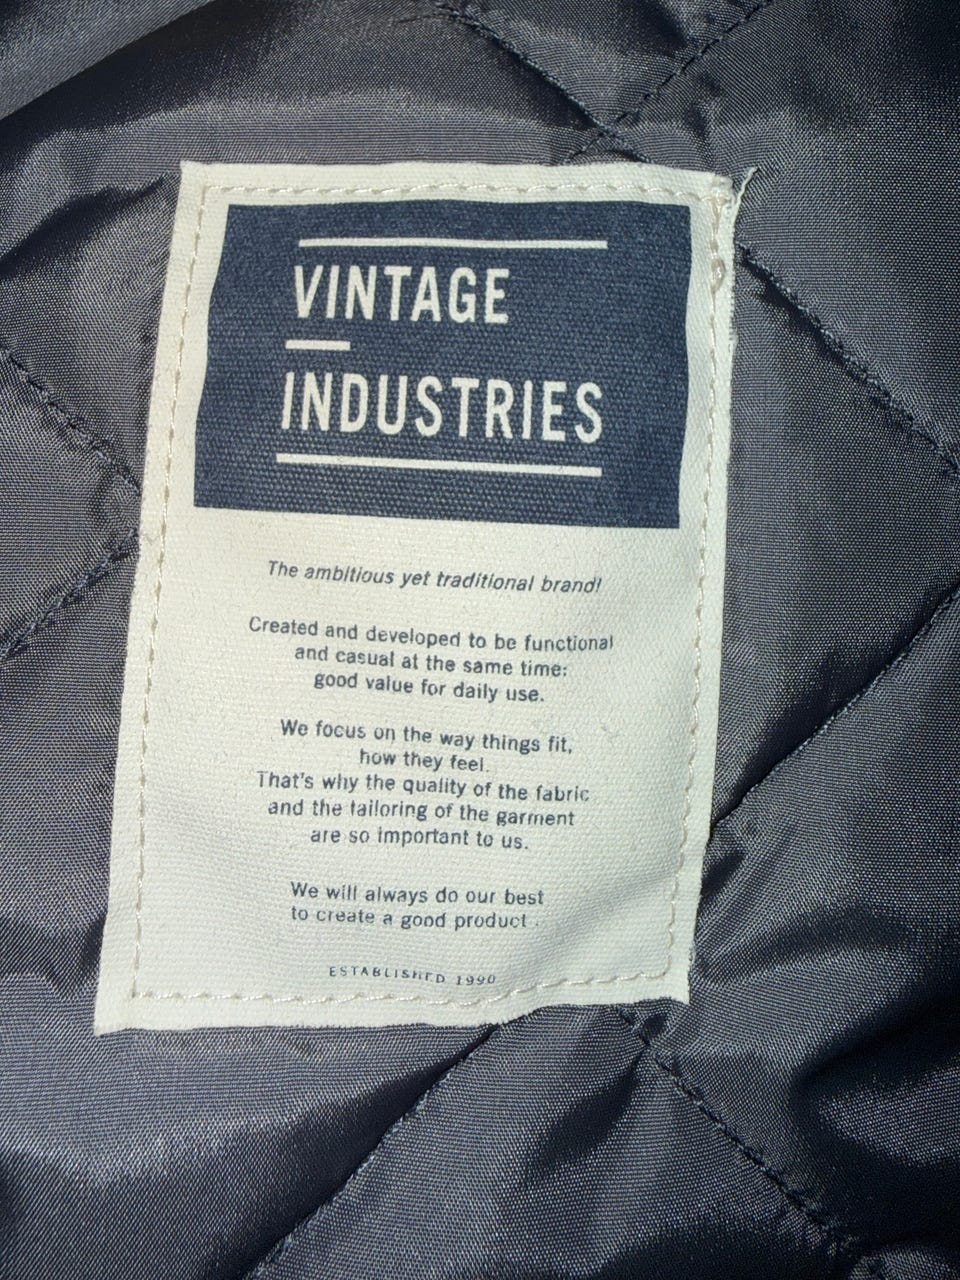 VINTAGE
INDUSTRIES
The ambitious yet traditional brand!
Created and developed to be functional
and casual at the same time:
good value for daily use.
We focus on the way things fit,
how they feel.
That's why the quality of the fabric
and the tailoring of the garment
are so important to us.
We will always do our best
to create a good product.
ESTABLISHED 1990